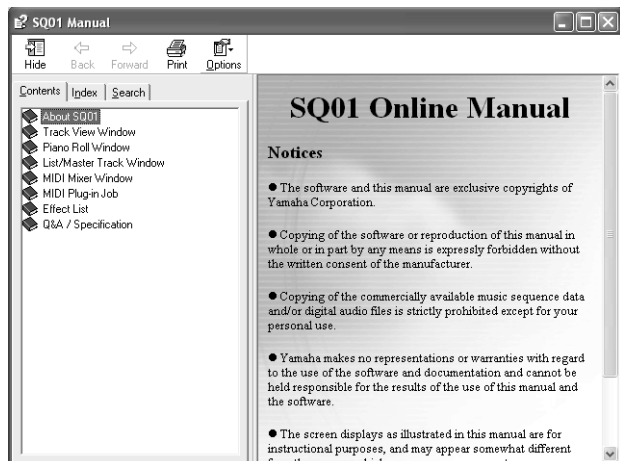 SQ01 Manual
Hide Back Forward Print Options
Contents Index Search
About SQ01
Track View Window
Piano Roll Window
List/Master Track Window
MIDI Mixer Window
MIDI Plug-in Job
Effect List
Q&A / Specification
SQ01 Online Manual
Notices
● The software and this manual are exclusive copyrights of
Yamaha Corporation.
● Copying of the software or reproduction of this manual in
whole or in part by any means is expressly forbidden without
the written consent of the manufacturer.
● Copying of the commercially available music sequence data
and/or digital audio files is strictly prohibited except for your
personal use.
● Yamaha makes no representations or warranties with regard
to the use of the software and documentation and cannot be
held responsible for the results of the use of this manual and
the software.
● The screen displays as illustrated in this manual are for
instructional purposes, and may appear somewhat different